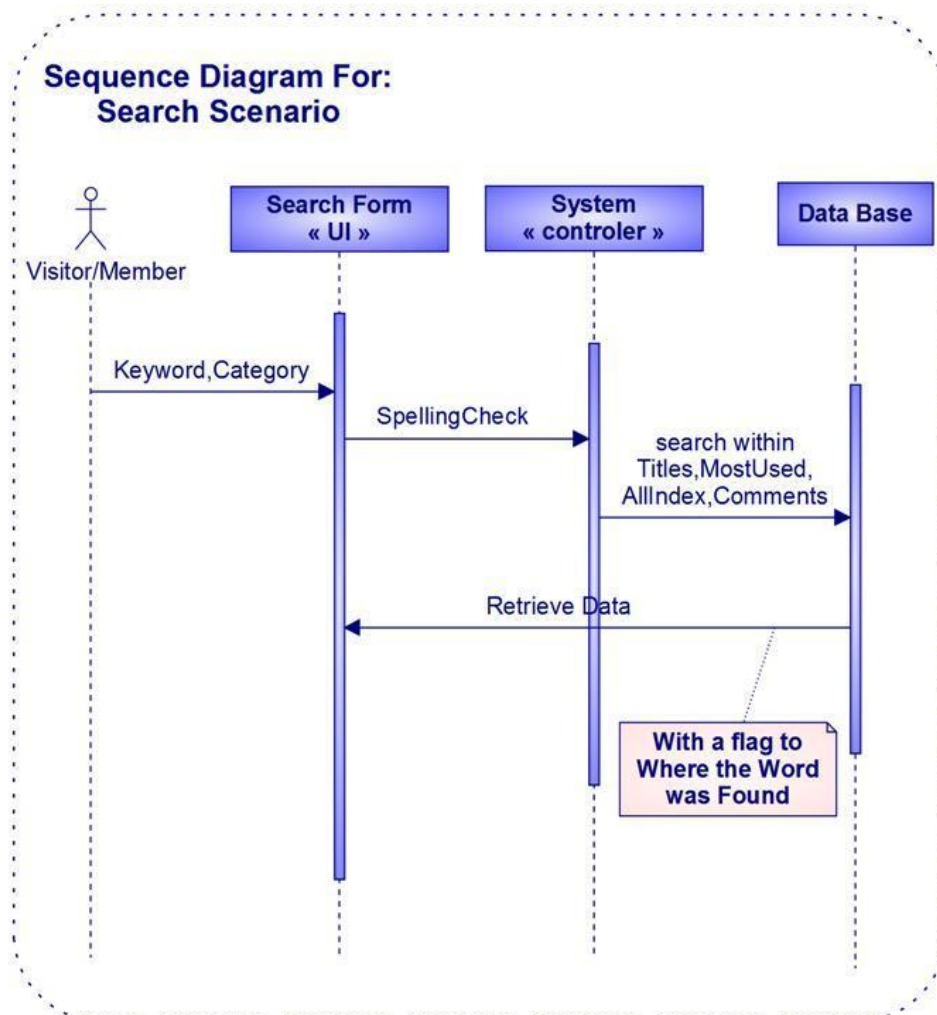 Sequence Diagram For:
Search Scenario
Visitor/Member
Search Form
« UI »
System
« controler »
Data Base
Keyword,Category
SpellingCheck
search within
Titles,MostUsed,
AllIndex,Comments
Retrieve Data
With a flag to
Where the Word
was Found